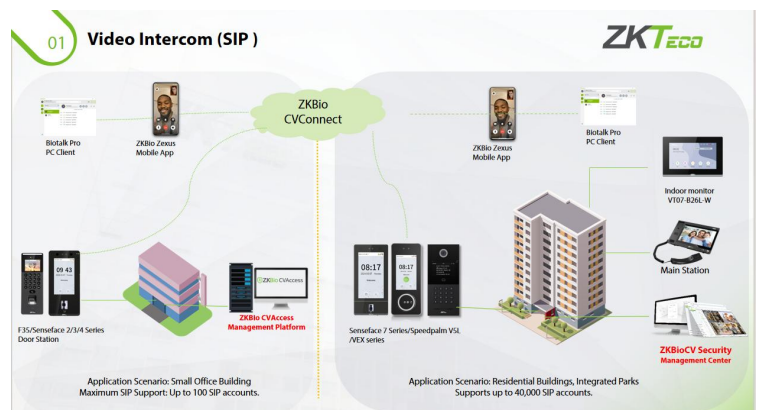 01
Video Intercom (SIP )
ZKTECO
ZKBio
CVConnect
Biotalk Pro
PC Client
ZKBio Zexus
Mobile App
ZKBio Zexus
Mobile App
Biotalk Pro
PC Client
Indoor monitor
VT07-B26L-W
09 43
08:17
08:17
Main Station
ZKBio CVAccess
F35/Senseface 2/3/4 Series
Door Station
ZKBio CVAccess
Management Platform
Senseface 7 Series/Speedpalm V5L
/VEX series
ZKBioCV Security
Management Center
Application Scenario: Small Office Building
Maximum SIP Support: Up to 100 SIP accounts.
Application Scenario: Residential Buildings, Integrated Parks
Supports up to 40,000 SIP accounts.